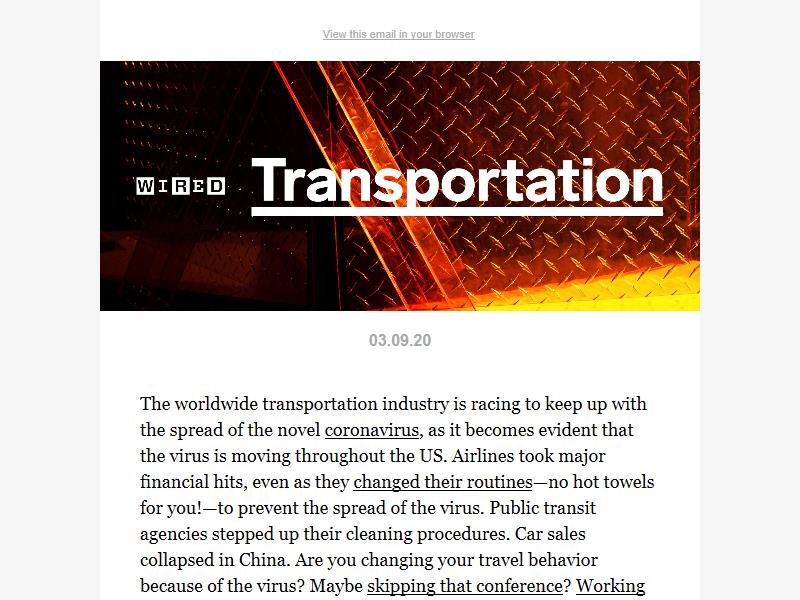 View this email in your browser
WIRED Transportation
03.09.20
The worldwide transportation industry is racing to keep up with
the spread of the novel coronavirus, as it becomes evident that
the virus is moving throughout the US. Airlines took major
financial hits, even as they changed their routines—no hot towels
for you!—to prevent the spread of the virus. Public transit
agencies stepped up their cleaning procedures. Car sales
collapsed in China. Are you changing your travel behavior
because of the virus? Maybe skipping that conference? Working